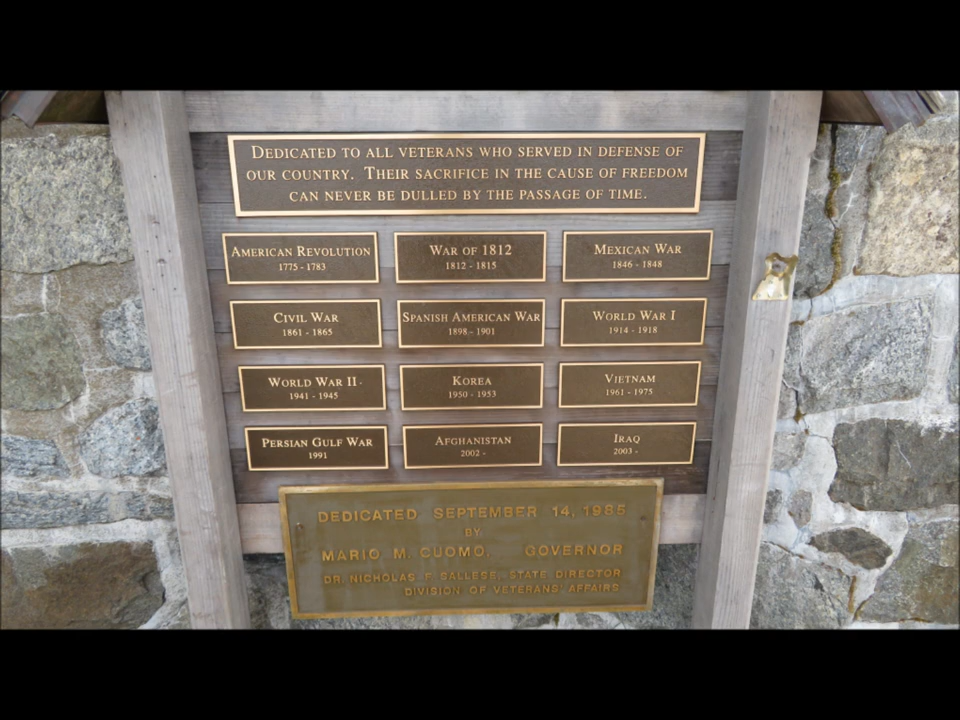 DEDICATED TO ALL VETERANS WHO SERVED IN DEFENSE OF
OUR COUNTRY. THEIR SACRIFICE IN THE CAUSE OF FREEDOM
CAN NEVER BE DULLED BY THE PASSAGE OF TIME.
AMERICAN REVOLUTION
1775 - 1783
WAR OF 1812
1812 - 1815
MEXICAN WAR
1846 - 1848
CIVIL WAR
1861 - 1865
SPANISH AMERICAN WAR
1898 - 1901
WORLD WAR I
1914 - 1918
WORLD WAR II
1941 - 1945
KOREA
1950 - 1953
VIETNAM
1961 - 1975
PERSIAN GULF WAR
1991
AFGHANISTAN
2002 -
IRAQ
2003 -
DEDICATED SEPTEMBER 14, 1985
BY
MARIO M. CUOMO, GOVERNOR
DR. NICHOLAS F. SALLESE, STATE DIRECTOR
DIVISION OF VETERANS' AFFAIRS